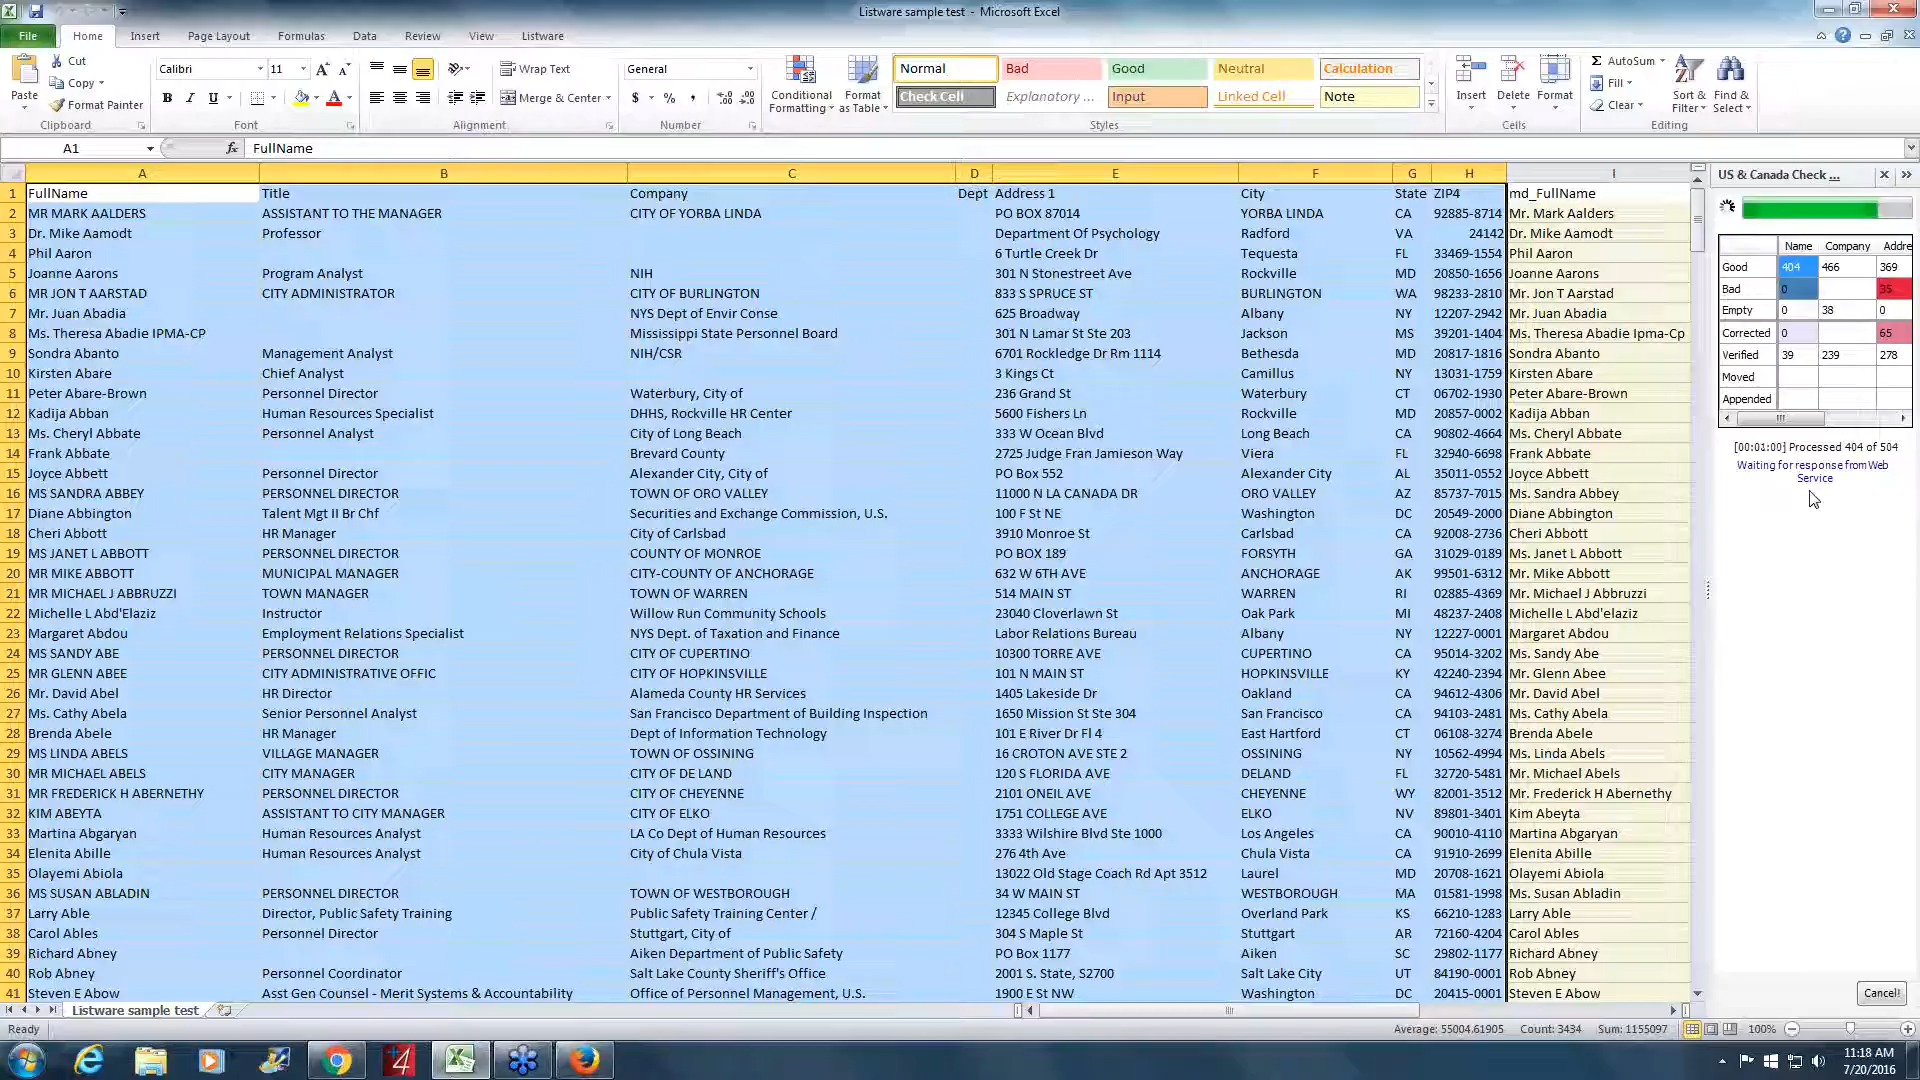 Listware sample test - Microsoft Excel
File Home Insert Page Layout Formulas Data Review View Listware
Paste Cut Copy Format Painter Clipboard
Calibri 11 Font
Wrap Text Merge & Center Alignment
General Number
Conditional Formatting Format as Table
Normal Bad Good Neutral Calculation
Check Cell Explanatory ... Input Linked Cell Note
Styles
Insert Delete Format Cells
AutoSum Fill Clear Sort & Filter Find & Select Editing
A1 fx FullName
A B C D E F G H I
1 FullName Title Company Dept Address 1 City State ZIP4 md_FullName
2 MR MARK AALDERS ASSISTANT TO THE MANAGER CITY OF YORBA LINDA PO BOX 87014 YORBA LINDA CA 92885-8714 Mr. Mark Aalders
3 Dr. Mike Aamodt Professor Department Of Psychology Radford VA 24142 Dr. Mike Aamodt
4 Phil Aaron 6 Turtle Creek Dr Tequesta FL 33469-1554 Phil Aaron
5 Joanne Aarons Program Analyst NIH 301 N Stonestreet Ave Rockville MD 20850-1656 Joanne Aarons
6 MR JON T AARSTAD CITY ADMINISTRATOR CITY OF BURLINGTON 833 S SPRUCE ST BURLINGTON WA 98233-2810 Mr. Jon T Aarstad
7 Mr. Juan Abadia NYS Dept of Envir Conse 625 Broadway Albany NY 12207-2942 Mr. Juan Abadia
8 Ms. Theresa Abadie IPMA-CP Mississippi State Personnel Board 301 N Lamar St Ste 203 Jackson MS 39201-1404 Ms. Theresa Abadie Ipma-Cp
9 Sondra Abanto Management Analyst NIH/CSR 6701 Rockledge Dr Rm 1114 Bethesda MD 20817-1816 Sondra Abanto
10 Kirsten Abare Chief Analyst 3 Kings Ct Camillus NY 13031-1759 Kirsten Abare
11 Peter Abare-Brown Personnel Director Waterbury, City of 236 Grand St Waterbury CT 06702-1930 Peter Abare-Brown
12 Kadija Abban Human Resources Specialist DHHS, Rockville HR Center 5600 Fishers Ln Rockville MD 20857-0002 Kadija Abban
13 Ms. Cheryl Abbate Personnel Analyst City of Long Beach 333 W Ocean Blvd Long Beach CA 90802-4664 Ms. Cheryl Abbate
14 Frank Abbate Brevard County 2725 Judge Fran Jamieson Way Viera FL 32940-6698 Frank Abbate
15 Joyce Abbett Personnel Director Alexander City, City of PO Box 552 Alexander City AL 35011-0552 Joyce Abbett
16 MS SANDRA ABBEY PERSONNEL DIRECTOR TOWN OF ORO VALLEY 11000 N LA CANADA DR ORO VALLEY AZ 85737-7015 Ms. Sandra Abbey
17 Diane Abbington Talent Mgt II Br Chf Securities and Exchange Commission, U.S. 100 F St NE Washington DC 20549-2000 Diane Abbington
18 Cheri Abbott HR Manager City of Carlsbad 3910 Monroe St Carlsbad CA 92008-2736 Cheri Abbott
19 MS JANET L ABBOTT PERSONNEL DIRECTOR COUNTY OF MONROE PO BOX 189 FORSYTH GA 31029-0189 Ms. Janet L Abbott
20 MR MIKE ABBOTT MUNICIPAL MANAGER CITY-COUNTY OF ANCHORAGE 632 W 6TH AVE ANCHORAGE AK 99501-6312 Mr. Mike Abbott
21 MR MICHAEL J ABBRUZZI TOWN MANAGER TOWN OF WARREN 514 MAIN ST WARREN RI 02885-4369 Mr. Michael J Abbruzzi
22 Michelle L Abd'Elaziz Instructor Willow Run Community Schools 23040 Cloverlawn St Oak Park MI 48237-2408 Michelle L Abd'elaziz
23 Margaret Abdou Employment Relations Specialist NYS Dept. of Taxation and Finance Labor Relations Bureau Albany NY 12227-0001 Margaret Abdou
24 MS SANDY ABE PERSONNEL DIRECTOR CITY OF CUPERTINO 10300 TORRE AVE CUPERTINO CA 95014-3202 Ms. Sandy Abe
25 MR GLENN ABEE CITY ADMINISTRATIVE OFFIC CITY OF HOPKINSVILLE 101 N MAIN ST HOPKINSVILLE KY 42240-2394 Mr. Glenn Abee
26 Mr. David Abel HR Director Alameda County HR Services 1405 Lakeside Dr Oakland CA 94612-4306 Mr. David Abel
27 Ms. Cathy Abela Senior Personnel Analyst San Francisco Department of Building Inspection 1650 Mission St Ste 304 San Francisco CA 94103-2481 Ms. Cathy Abela
28 Brenda Abele HR Manager Dept of Information Technology 101 E River Dr Fl 4 East Hartford CT 06108-3274 Brenda Abele
29 MS LINDA ABELS VILLAGE MANAGER TOWN OF OSSINING 16 CROTON AVE STE 2 OSSINING NY 10562-4994 Ms. Linda Abels
30 MR MICHAEL ABELS CITY MANAGER CITY OF DE LAND 120 S FLORIDA AVE DELAND FL 32720-5481 Mr. Michael Abels
31 MR FREDERICK H ABERNETHY PERSONNEL DIRECTOR CITY OF CHEYENNE 2101 ONEIL AVE CHEYENNE WY 82001-3512 Mr. Frederick H Abernethy
32 KIM ABEYTA ASSISTANT TO CITY MANAGER CITY OF ELKO 1751 COLLEGE AVE ELKO NV 89801-3401 Kim Abeyta
33 Martina Abgaryan Human Resources Analyst LA Co Dept of Human Resources 3333 Wilshire Blvd Ste 1000 Los Angeles CA 90010-4110 Martina Abgaryan
34 Elenita Abille Human Resources Analyst City of Chula Vista 276 4th Ave Chula Vista CA 91910-2699 Elenita Abille
35 Olayemi Abiola 13022 Old Stage Coach Rd Apt 3512 Laurel MD 20708-1621 Olayemi Abiola
36 MS SUSAN ABLADIN PERSONNEL DIRECTOR TOWN OF WESTBOROUGH 34 W MAIN ST WESTBOROUGH MA 01581-1998 Ms. Susan Abladin
37 Larry Able Director, Public Safety Training Public Safety Training Center / 12345 College Blvd Overland Park KS 66210-1283 Larry Able
38 Carol Ables Personnel Director Stuttgart, City of 304 S Maple St Stuttgart AR 72160-4204 Carol Ables
39 Richard Abney Aiken Department of Public Safety PO Box 1177 Aiken SC 29802-1177 Richard Abney
40 Rob Abney Personnel Coordinator Salt Lake County Sheriff's Office 2001 S. State, S2700 Salt Lake City UT 84190-0001 Rob Abney
41 Steven E Abow Asst Gen Counsel - Merit Systems & Accountability Office of Personnel Management, U.S. 1900 E St NW Washington DC 20415-0001 Steven E Abow
US & Canada Check ...
Name Company Addre
Good 404 466 369
Bad 0 35
Empty 0 38 0
Corrected 0 65
Verified 39 239 278
Moved
Appended
[00:01:00] Processed 404 of 504
Waiting for response from Web
Service
Cancel!
Listware sample test
Ready Average: 55004.61905 Count: 3434 Sum: 1155097 100%
11:18 AM
7/20/2016